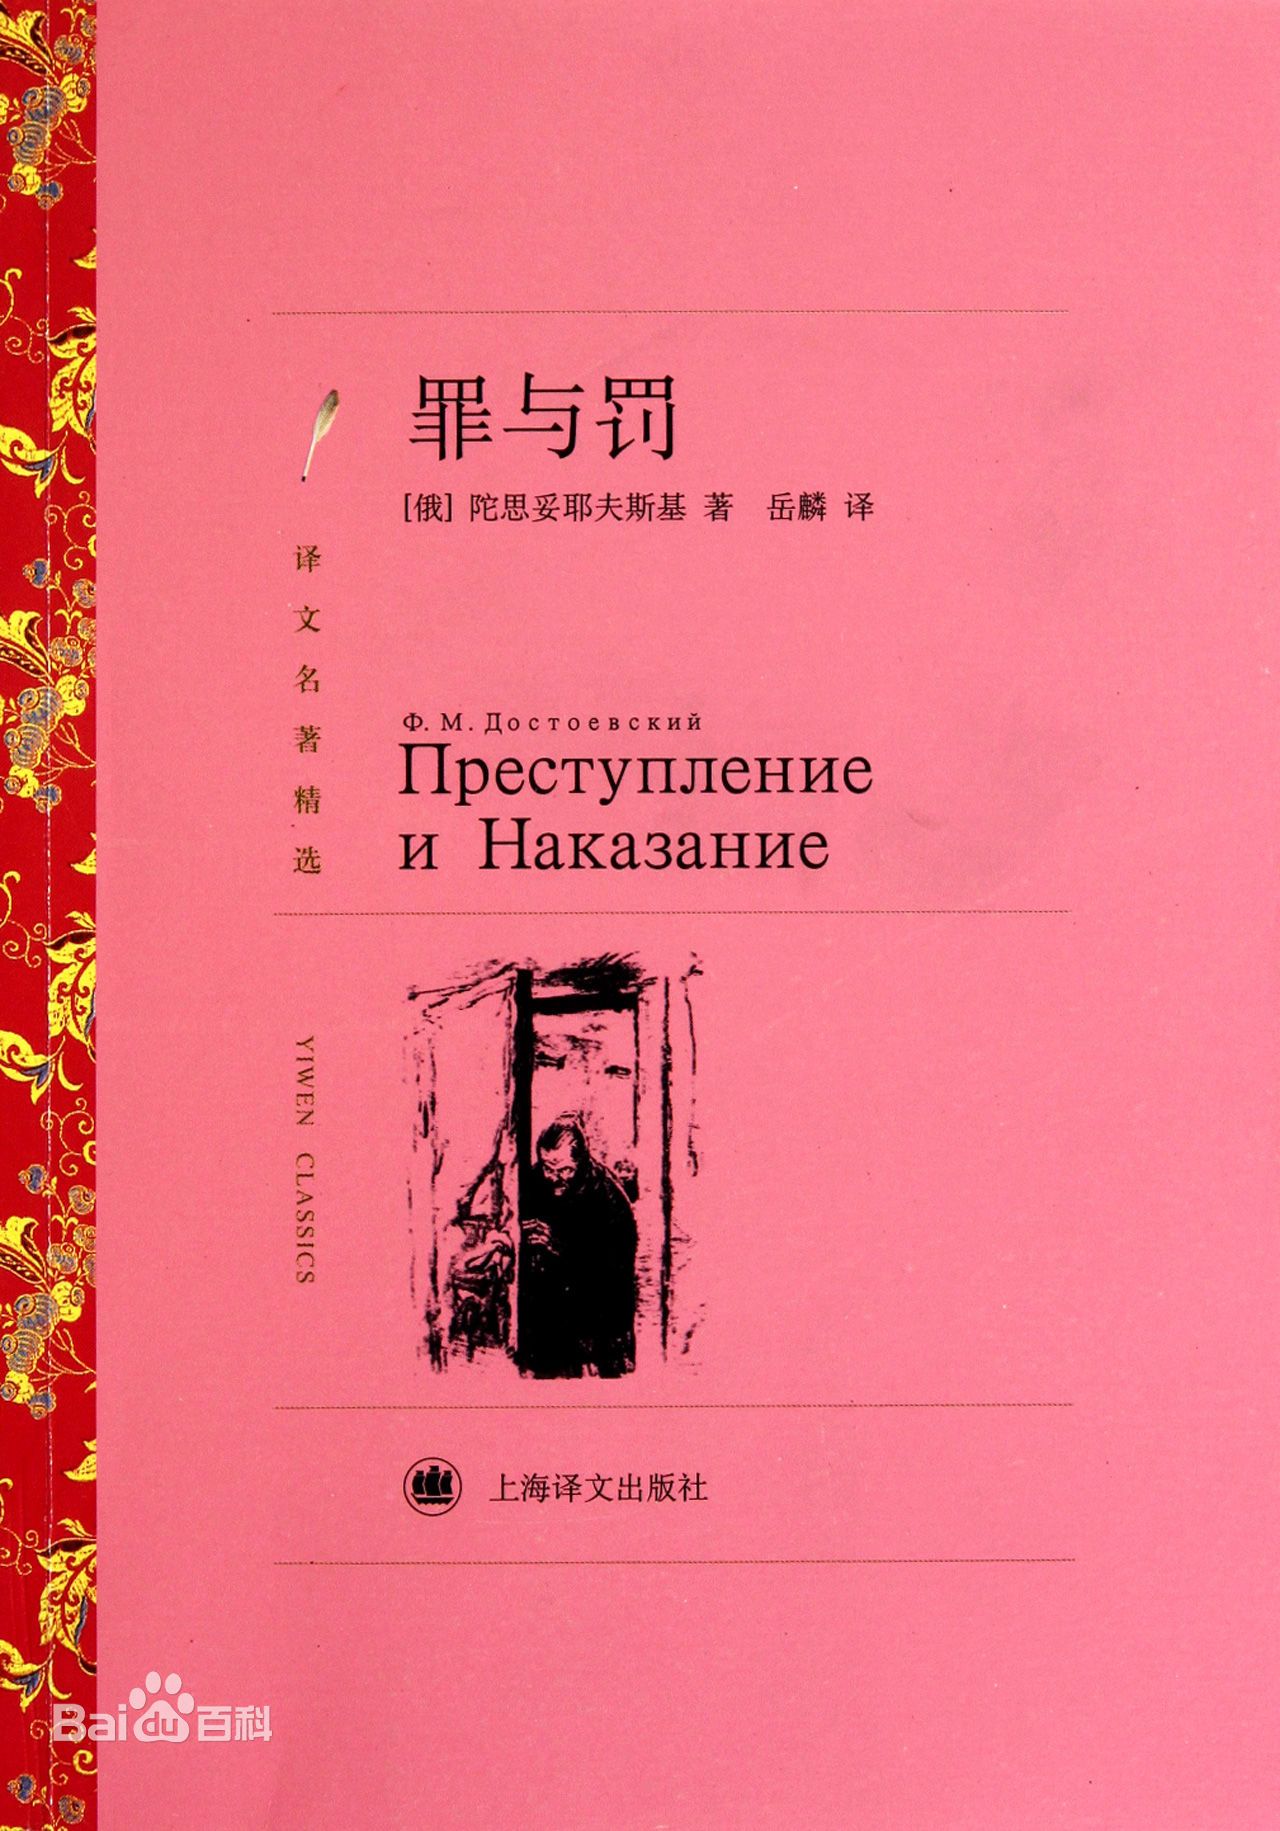 罪与罚
[俄] 陀思妥耶夫斯基 著 岳麟 译
译文名著精选
Ф. М. Достоевский
Преступление
и Наказание
YIWEN CLASSICS
上海译文出版社
Baidu百科